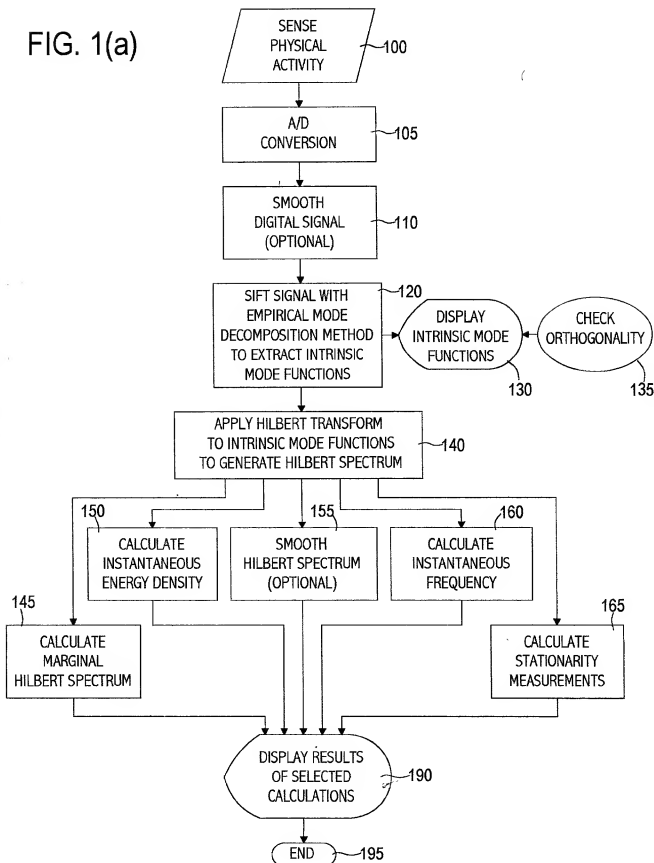 FIG. 1(a)
SENSE
PHYSICAL
ACTIVITY
100
A/D
CONVERSION
105
SMOOTH
DIGITAL SIGNAL
(OPTIONAL)
110
120
SIFT SIGNAL WITH
EMPIRICAL MODE
DECOMPOSITION METHOD
TO EXTRACT INTRINSIC
MODE FUNCTIONS
DISPLAY
INTRINSIC MODE
FUNCTIONS
130
CHECK
ORTHOGONALITY
135
APPLY HILBERT TRANSFORM
TO INTRINSIC MODE FUNCTIONS
TO GENERATE HILBERT SPECTRUM
140
150
CALCULATE
INSTANTANEOUS
ENERGY DENSITY
155
SMOOTH
HILBERT SPECTRUM
(OPTIONAL)
160
CALCULATE
INSTANTANEOUS
FREQUENCY
145
CALCULATE
MARGINAL
HILBERT SPECTRUM
165
CALCULATE
STATIONARITY
MEASUREMENTS
DISPLAY RESULTS
OF SELECTED
CALCULATIONS
190
END
195